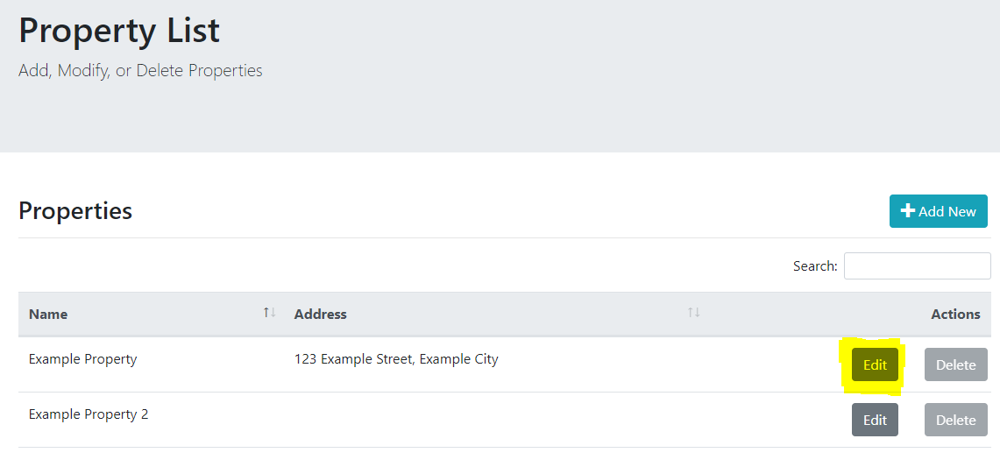 Property List
Add, Modify, or Delete Properties
Properties
Add New
Search:
Name Address Actions
Example Property 123 Example Street, Example City Edit Delete
Example Property 2 Edit Delete